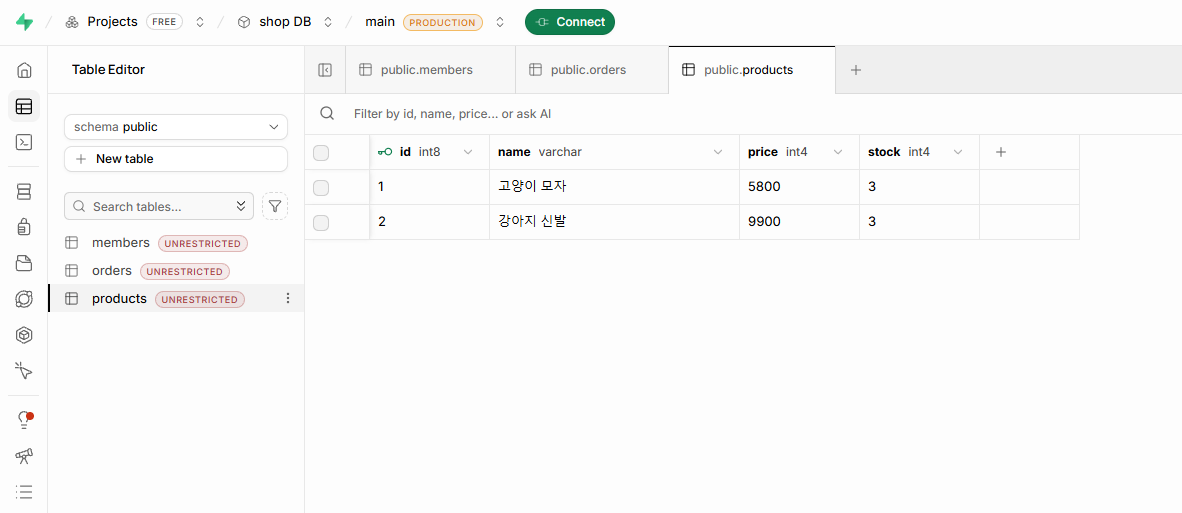 Projects FREE shop DB main PRODUCTION Connect
Table Editor
public.members public.orders public.products
Filter by id, name, price... or ask AI
schema public
New table
Search tables...
members UNRESTRICTED
orders UNRESTRICTED
products UNRESTRICTED
id int8 name varchar price int4 stock int4
1 고양이 모자 5800 3
2 강아지 신발 9900 3